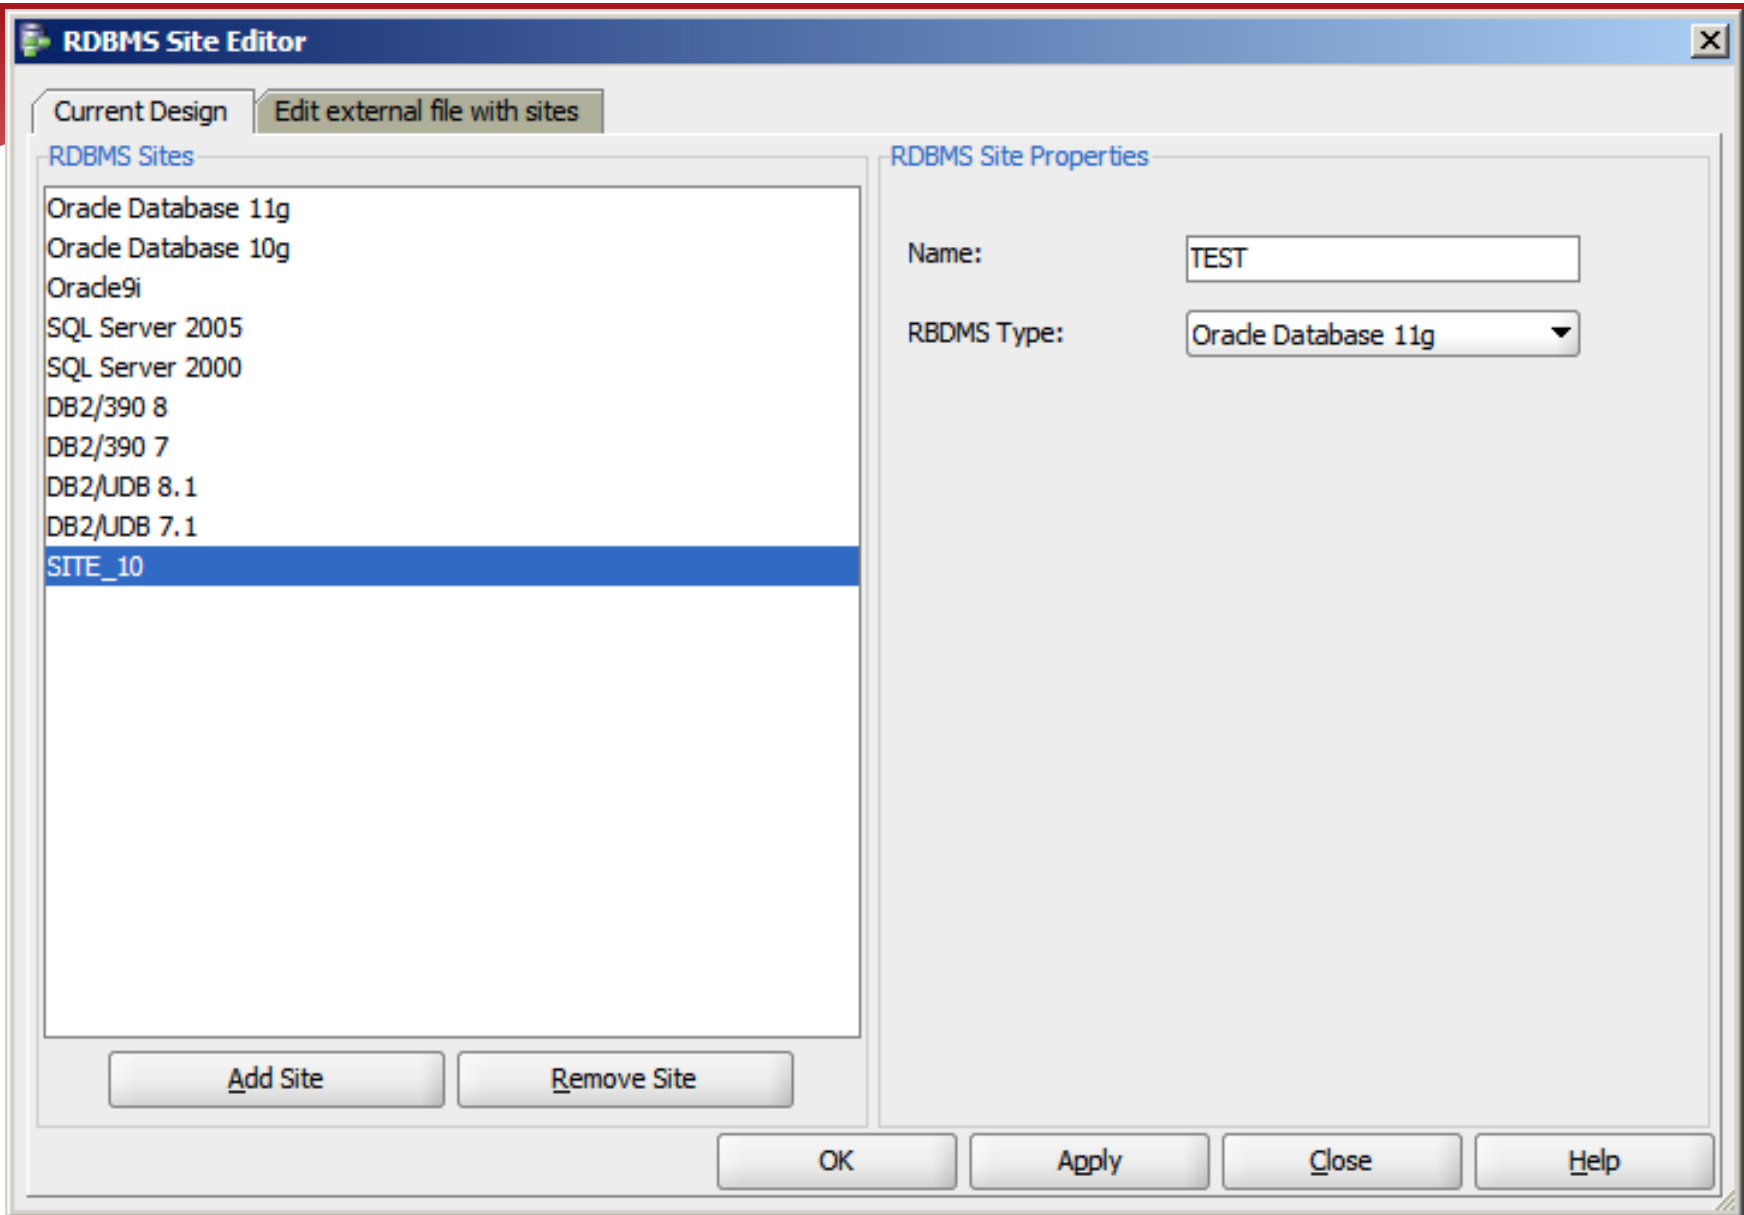 RDBMS Site Editor
Current Design
Edit external file with sites
RDBMS Sites
Oracle Database 11g
Oracle Database 10g
Oracle9i
SQL Server 2005
SQL Server 2000
DB2/390 8
DB2/390 7
DB2/UDB 8.1
DB2/UDB 7.1
SITE_10
Add Site
Remove Site
RDBMS Site Properties
Name:
TEST
RBDMS Type:
Oracle Database 11g
OK
Apply
Close
Help